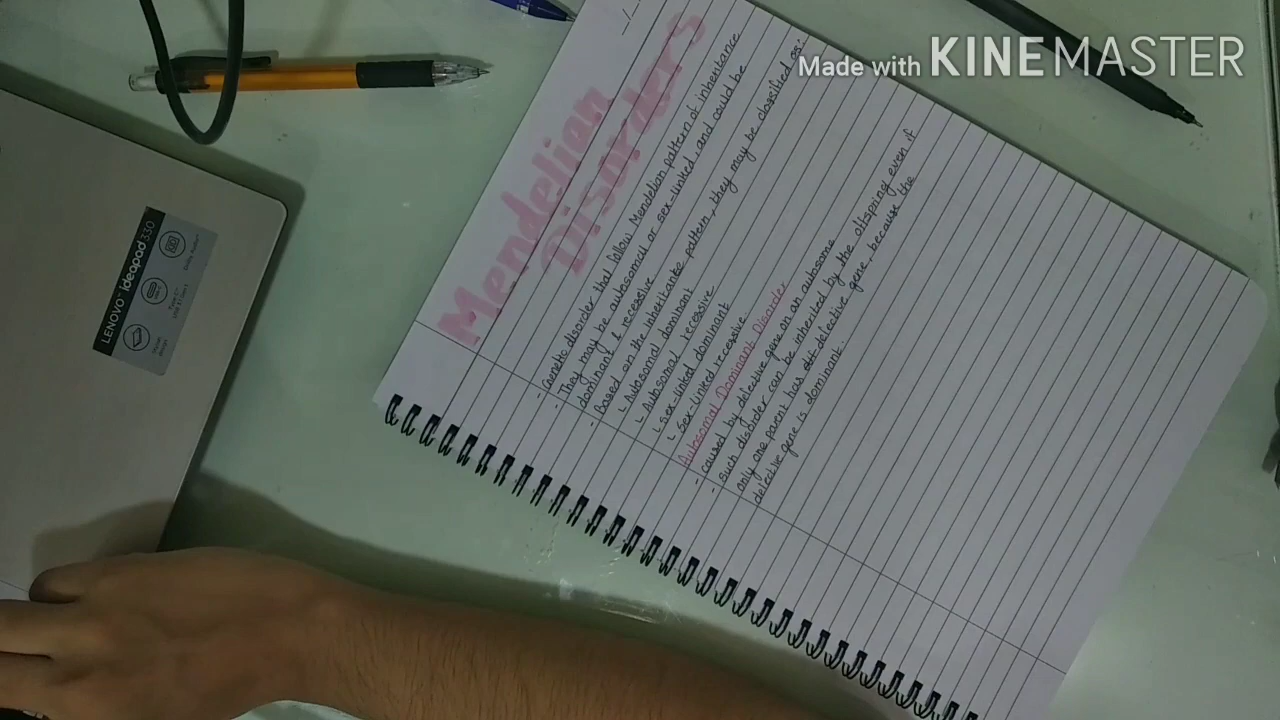 Made with KINEMASTER
LENOVO ideapad 330
Mendelian
Disorders
- Genetic disorder that follow Mendelian pattern of inheritance
- They may be autosomal or sex-linked, and could be
dominant & recessive
- Based on the inheritance pattern, they may be classified as:
↳ Autosomal dominant
↳ Autosomal recessive
↳ Sex-linked dominant
↳ Sex linked recessive
Autosomal Dominant Disorder
- caused by defective gene on an autosome
- such disorder can be inherited by the offspring even if
only one parent has defective gene, because the
defective gene is dominant.